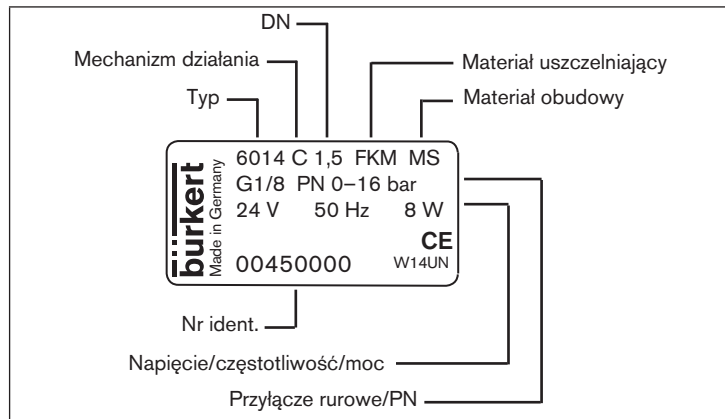 DN
Mechanizm działania
Materiał uszczelniający
Typ
Materiał obudowy
bürkert
Made in Germany
6014 C 1,5 FKM MS
G1/8 PN 0–16 bar
24 V 50 Hz 8 W
CE
00450000 W14UN
Nr ident.
Napięcie/częstotliwość/moc
Przyłącze rurowe/PN